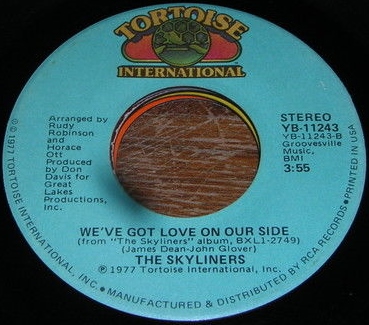 TORTOISE
INTERNATIONAL
Arranged by
Rudy
Robinson
and
Horace
Ott
Produced
by Don
Davis for
Great
Lakes
Productions,
Inc.
STEREO
YB-11243
YB-11243-B
Groovesville
Music,
BMI
3:55
WE'VE GOT LOVE ON OUR SIDE
(from "The Skyliners" album, BXL1-2749)
(James Dean-John Glover)
THE SKYLINERS
℗ 1977 Tortoise International, Inc.
© 1977 TORTOISE INTERNATIONAL, INC. • MANUFACTURED & DISTRIBUTED BY RCA RECORDS • PRINTED IN USA